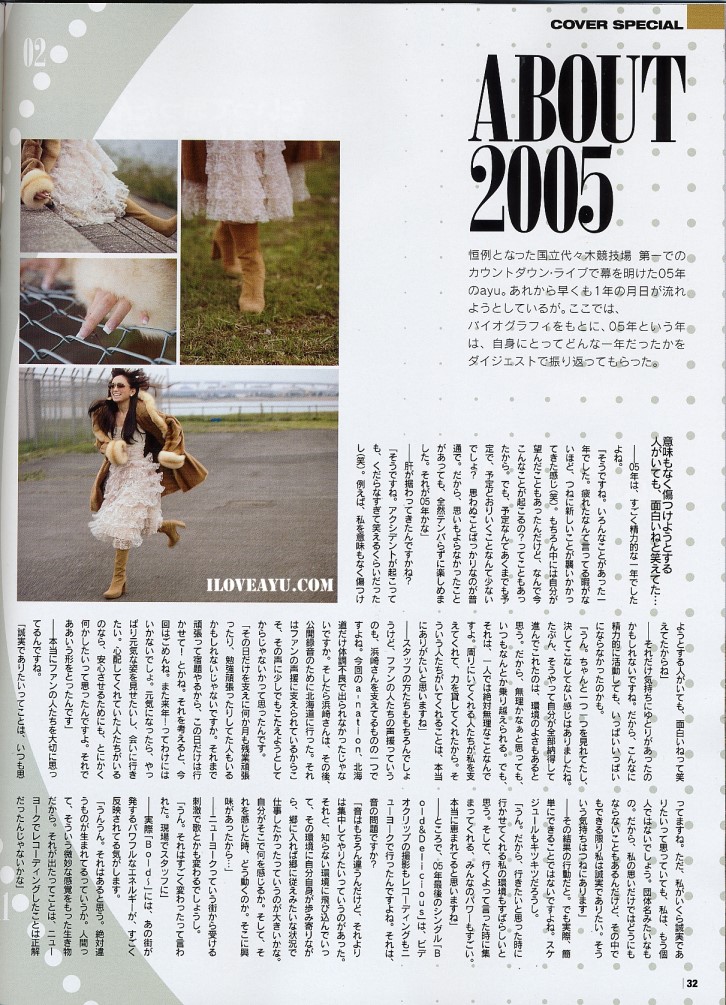 02
COVER SPECIAL
ABOUT
2005
恒例となった国立代々木競技場 第一での
カウントダウン・ライブで幕を明けた05年
のayu。あれから早くも1年の月日が流れ
ようとしているが。ここでは、
バイオグラフィをもとに、05年という年
は、自身にとってどんな一年だったかを
ダイジェストで振り返ってもらった。
ILOVEAYU.COM
意味もなく傷つけようとする
人がいても、面白いねと笑えてた…
――05年は、すごく精力的な一年でした
よね。
「そうですね。いろんなことがあった一
年でした。疲れたなんて言ってる暇がな
いほど、つねに新しいことが襲いかかっ
てきた感じ(笑)。もちろん中には自分が
望んだこともあったんだけど、なんで今
こんなことが起こるの?ってこともあっ
たから。でも、予定なんてあくまでも予
定で、予定どおりいくことなんて少ない
でしょ? 思わぬことばっかりなのが普
通で。だから、思いもよらなかったこと
があっても、全然テンパらずに楽しめま
した。それが05年かな」
――肝が据わってきたんですかね?
「そうですね。アクシデントが起こって
も、くだらなすぎて笑えるくらいだった
し(笑)。例えば、私を意味もなく傷つけ
ようとする人がいても、面白いねって笑
えてたからね」
――それだけ気持ちにゆとりがあったの
かもしれないですね。だから、こんなに
精力的に活動しても、いっぱいいっぱい
にならなかったのかも。
「うん。ちゃんと一つ一つを見れてたし、
決してこなしてない感じはありましたね。
たぶん、そうやって自分が全部納得して
進んでこれたのは、環境のよさもあると
思う。だから、無理かなぁと思っても、
いつもなんとか乗り越えられる。でも、
それは、一人では絶対無理なことなんで
すよ。周りにいてくれる人たちが私を支
えてくれて、力を貸してくれたから。そ
ういう人たちがいてくれることは、本当
にありがたいと思いますね」
――スタッフの方たちももちろんでしょ
うけど、ファンの人たちの声援っていう
のも、浜崎さんを支えてるものの一つで
すよね。今回のa-nation、北海
道だけ体調不良で出られなかったじゃな
いですか。そしたら浜崎さんは、その後、
公開録音のために北海道に行った。それ
はファンの声援に支えられているからこ
そ、その声に少しでもこたえようとして
からじゃないかって思ったんです。
「その日だけを支えに何か月も残業頑張
ったり、勉強頑張ったりしてた人もいる
かもしれないじゃないですか。それまで
頑張って宿題やるから、この日だけは行
かせて!とかね。それを考えると、今
回はごめんね。また来年!ってわけには
いかないでしょ。元気になったら、やっ
ぱり元気な姿を見せたいし、会いに行き
たい。心配してくれていた人たちがいる
のなら、安心させるためにも、とにかく
何かしたいって思ったんですよ。それで
ああいう形をとったんです」
――本当にファンの人たちを大切に思っ
てるんですね。
「誠実でありたいってことは、いつも思
ってますね。ただ、私がいくら誠実であ
りたいって思ってても、私は、もう個
人ではないでしょう。団体名みたいなも
の。だから、私の思いだけではどうにも
ならないこともあるんだけど、その中で
もできる限り私は誠実でありたい。そう
いう気持ちはつねにあります」
――その結果の行動だと。でも実際、簡
単にできることではないですよね。スケ
ジュールもキツキツだろうし。
「うん。だから、行きたいと思った時に
行かせてくれる私の環境もすばらしいと
思う。そして、行くよって言った時に集
まってくれる、みんなのパワーもすごい。
本当に恵まれてると思いますね」
――ところで、05年最後のシングル「B
old&Delicious」は、ビデ
オクリップの撮影もレコーディングもニ
ューヨークで行ったんですよね。それは、
音の問題ですか?
「音はもちろん違うんだけど、それより
は集中してやりたいっていうのがあった。
それと、知らない環境に飛び込んでいっ
て、その環境に自分自身が歩み寄りなが
ら、郷に入れば郷に従えみたいな状況で
仕事したかったっていうのが大きいかな。
自分がそこで何を感じるか。そして、そ
れを感じた時、どう動くのか。そこに興
味があったから…」
――ニューヨークっていう街から受ける
刺激で歌とかも変わるでしょうし。
「うん。それはすごく変わったって言わ
れた。現場でスタッフに」
――実際「Bold~」には、あの街が
発するパワフルなエネルギーが、すごく
反映されてる気がします。
「うんうん。それはあると思う。絶対違
うものが生まれてるっていうか。人間っ
て、そういう微妙な感覚をもった生き物
だから。それが出たってことは、ニュー
ヨークでレコーディングしたことは正解
だったんじゃないかな」
32